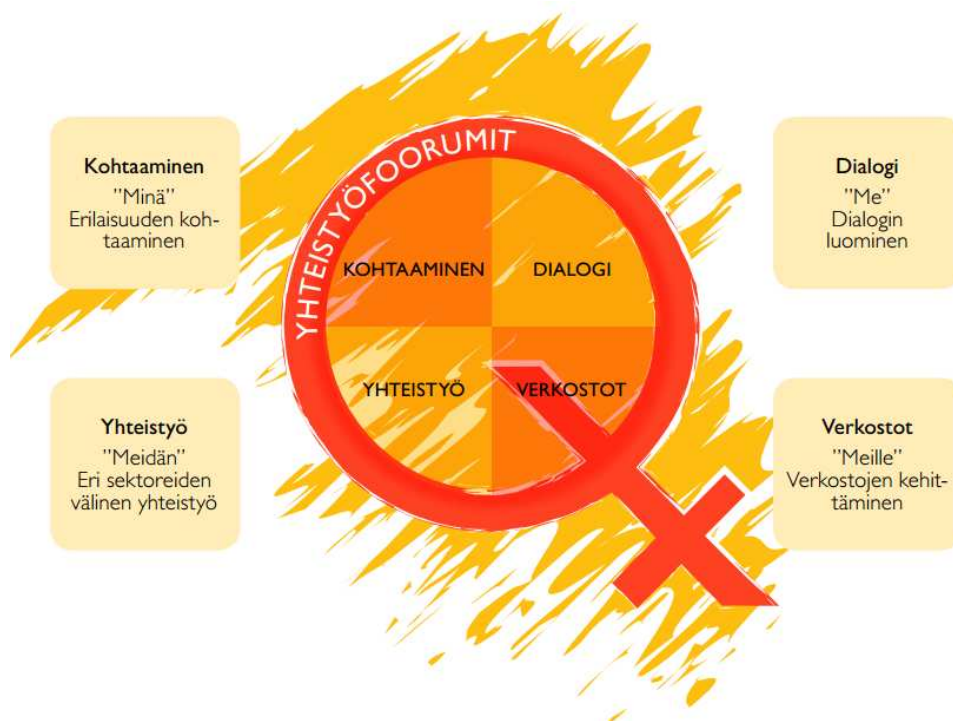 YHTEISTYÖFOORUMIT
Kohtaaminen
"Minä"
Erilaisuuden koh-
taaminen
Dialogi
"Me"
Dialogin
luominen
KOHTAAMINEN
DIALOGI
YHTEISTYÖ
VERKOSTOT
Yhteistyö
"Meidän"
Eri sektoreiden
välinen yhteistyö
Verkostot
"Meille"
Verkostojen kehit-
täminen